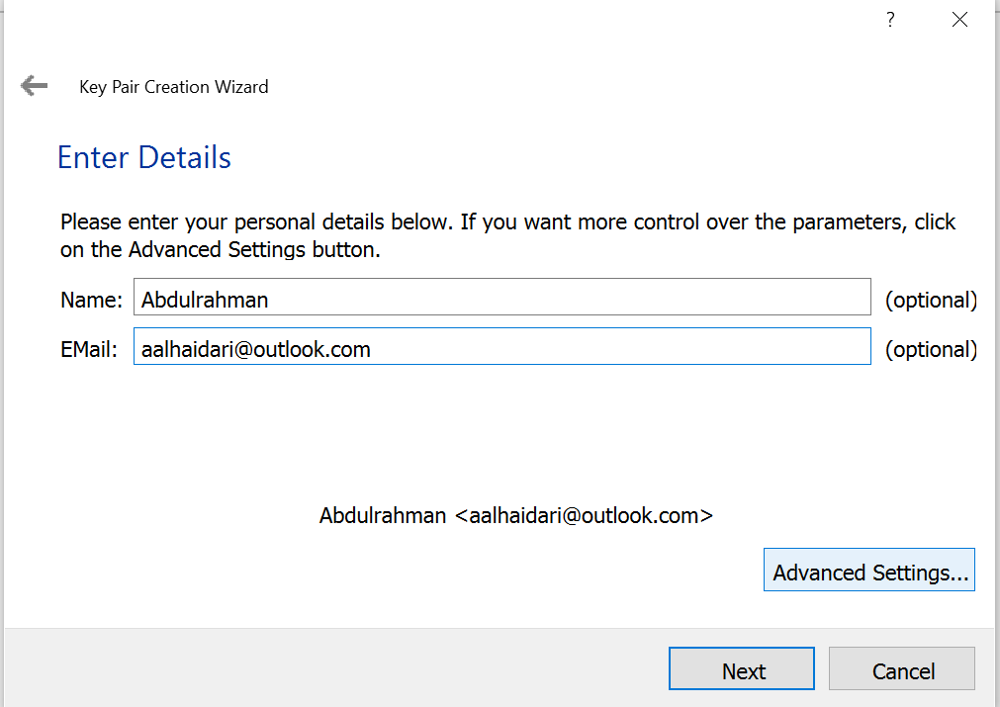 ?
Key Pair Creation Wizard
Enter Details
Please enter your personal details below. If you want more control over the parameters, click
on the Advanced Settings button.
Name: Abdulrahman (optional)
EMail: aalhaidari@outlook.com (optional)
Abdulrahman <aalhaidari@outlook.com>
Advanced Settings...
Next Cancel